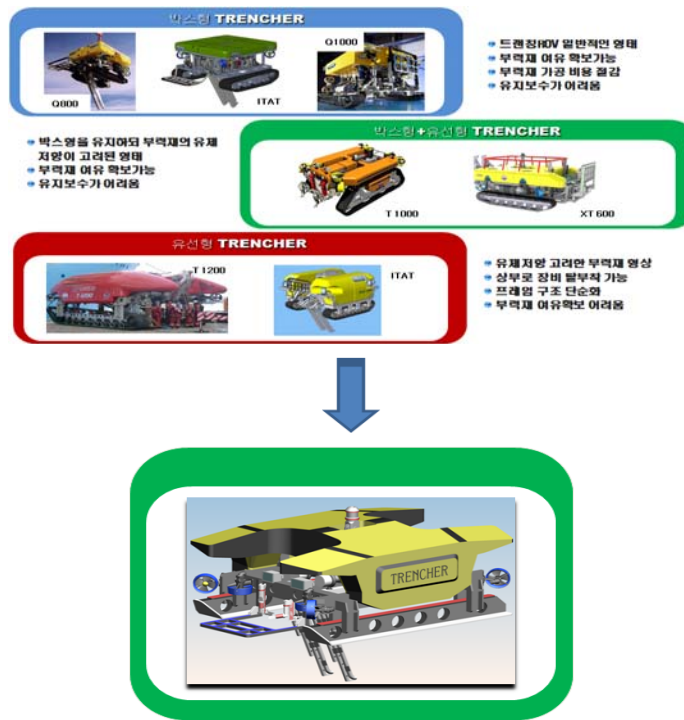 박스형 TRENCHER
Q800
ITAT
Q1000
드랜칭ROV 일반적인 형태
부력재 여유 확보가능
부력재 가공 비용 절감
유지보수가 어려움
박스형을 유지하되 부력재의 유체
저항이 고려된 형태
부력재 여유 확보가능
유지보수가 어려움
박스형+유선형 TRENCHER
T1000
XT600
유선형 TRENCHER
T1200
ITAT
유체저항 고려한 부력재 형상
상부로 장비 탈부착 가능
프레임 구조 단순화
부력재 여유확보 어려움
TRENCHER